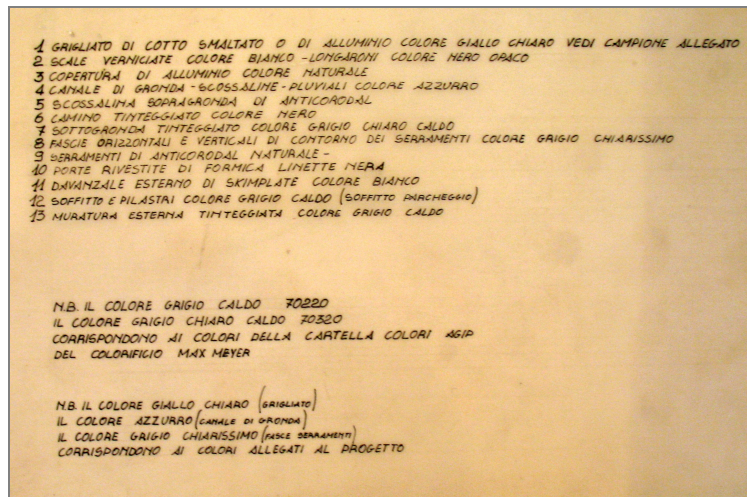 1 GRIGLIATO DI COTTO SMALTATO O DI ALLUMINIO COLORE GIALLO CHIARO VEDI CAMPIONE ALLEGATO
2 SCALE VERNICIATE COLORE BIANCO - LONGARONI COLORE NERO OPACO
3 COPERTURA DI ALLUMINIO COLORE NATURALE
4 CANALE DI GRONDA - SCOSSALINE - PLUVIALI COLORE AZZURRO
5 SCOSSALINA SOPRAGRONDA DI ANTICORODAL
6 CAMINO TINTEGGIATO COLORE NERO
7 SOTTOGRONDA TINTEGGIATO COLORE GRIGIO CHIARO CALDO
8 FASCIE ORIZZONTALI E VERTICALI DI CONTORNO DEI SERRAMENTI COLORE GRIGIO CHIARISSIMO
9 SERRAMENTI DI ANTICORODAL NATURALE -
10 PORTE RIVESTITE DI FORMICA LINETTE NERA
11 DAVANZALE ESTERNO DI SKIMPLATE COLORE BIANCO
12 SOFFITTO E PILASTRI COLORE GRIGIO CALDO (SOFFITTO PARCHEGGIO)
13 MURATURA ESTERNA TINTEGGIATA COLORE GRIGIO CALDO
N.B. IL COLORE GRIGIO CALDO 70220
IL COLORE GRIGIO CHIARO CALDO 70320
CORRISPONDONO AI COLORI DELLA CARTELLA COLORI AGIP
DEL COLORIFICIO MAX MEYER
N.B. IL COLORE GIALLO CHIARO (GRIGLIATO)
IL COLORE AZZURRO (CANALE DI GRONDA)
IL COLORE GRIGIO CHIARISSIMO (FASCE SERRAMENTI)
CORRISPONDONO AI COLORI ALLEGATI AL PROGETTO